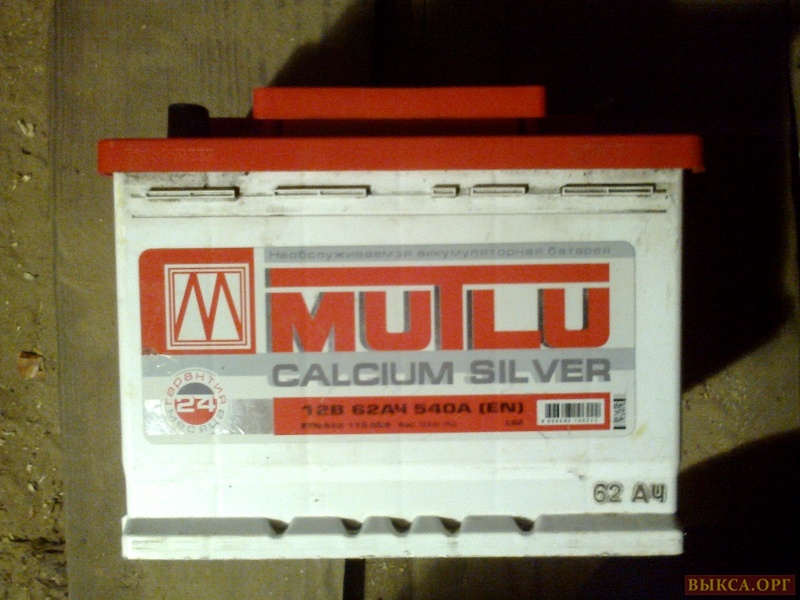 Необслуживаемая аккумуляторная батарея
MUTLU
CALCIUM SILVER
гарантия
24
месяца
12В 62АЧ 540А (EN)
62 АЧ
ВЫКСА.ОРГ